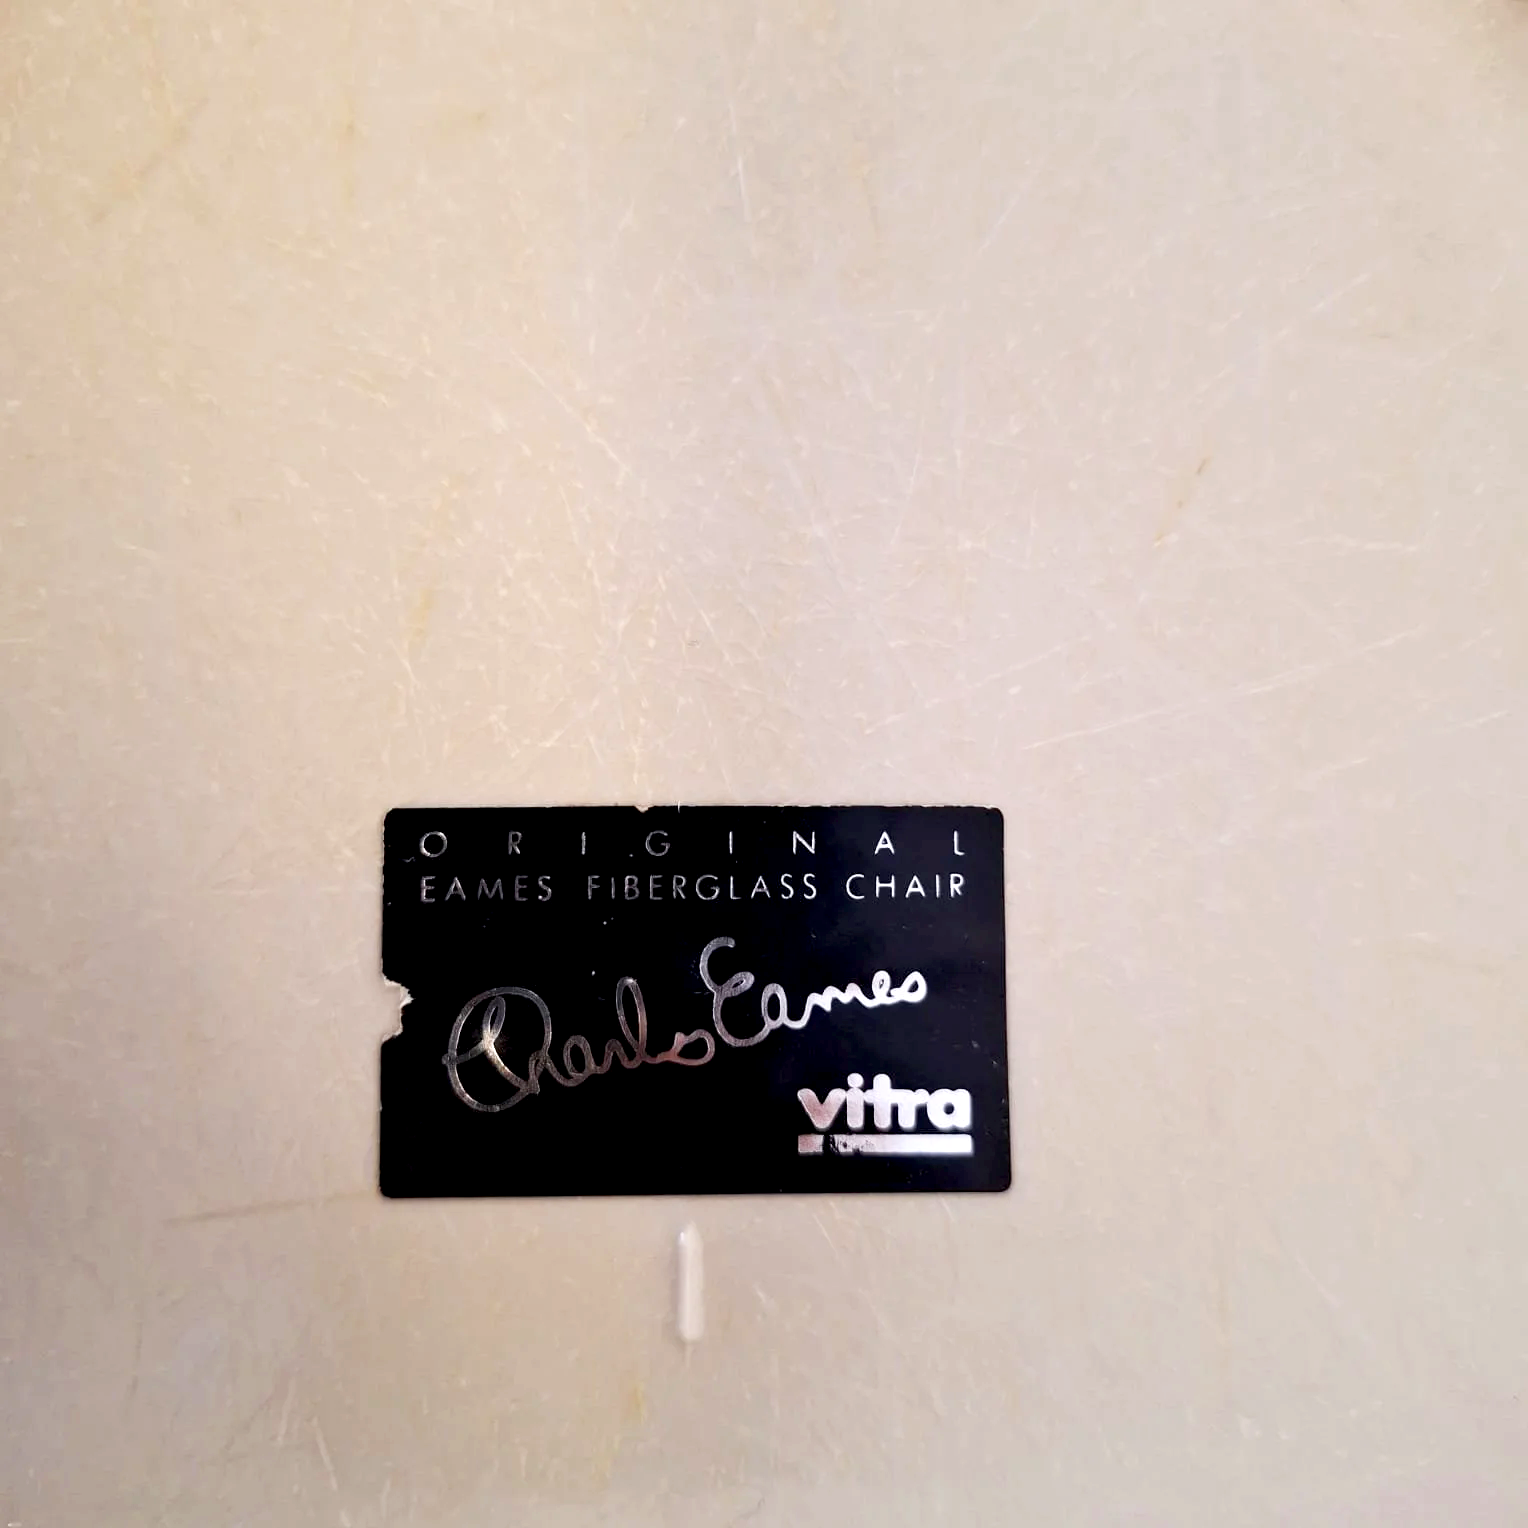 ORIGINAL
EAMES FIBERGLASS CHAIR
Charles Eames
vitra